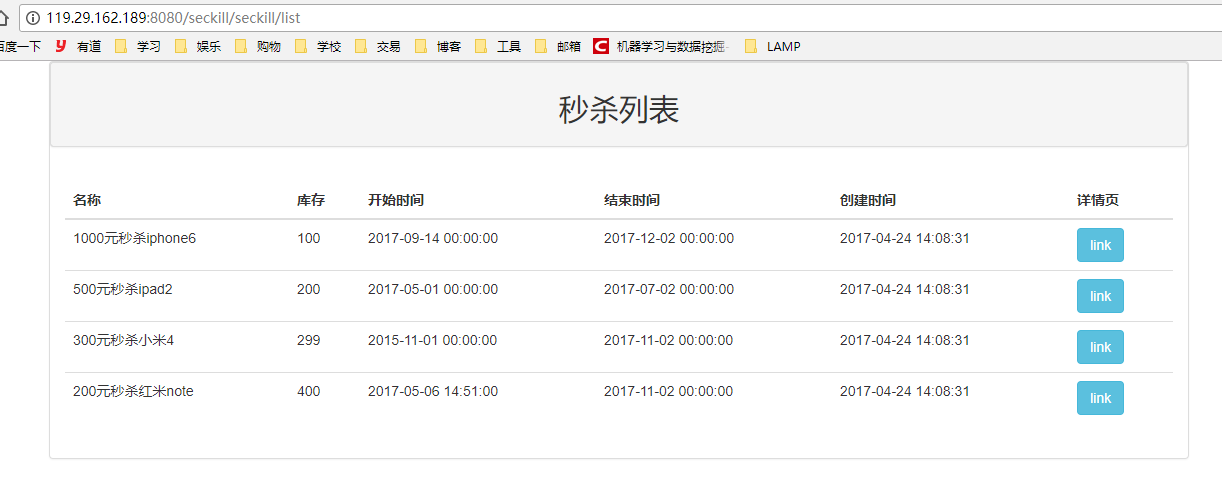 119.29.162.189:8080/seckill/seckill/list
百度一下 有道 学习 娱乐 购物 学校 交易 博客 工具 邮箱 机器学习与数据挖掘 LAMP
秒杀列表
名称 库存 开始时间 结束时间 创建时间 详情页
1000元秒杀iphone6 100 2017-09-14 00:00:00 2017-12-02 00:00:00 2017-04-24 14:08:31 link
500元秒杀ipad2 200 2017-05-01 00:00:00 2017-07-02 00:00:00 2017-04-24 14:08:31 link
300元秒杀小米4 299 2015-11-01 00:00:00 2017-11-02 00:00:00 2017-04-24 14:08:31 link
200元秒杀红米note 400 2017-05-06 14:51:00 2017-11-02 00:00:00 2017-04-24 14:08:31 link